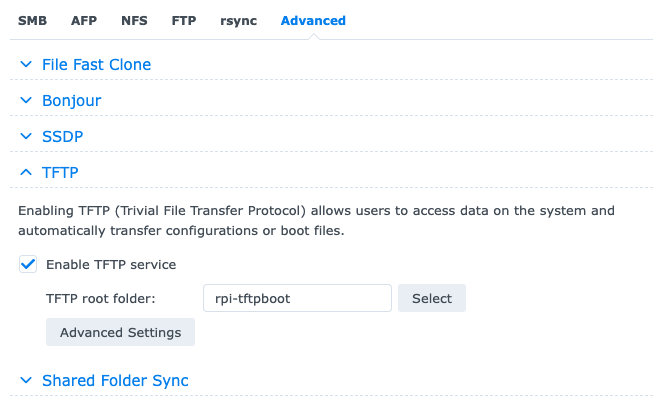 SMB AFP NFS FTP rsync Advanced
File Fast Clone
Bonjour
SSDP
TFTP
Enabling TFTP (Trivial File Transfer Protocol) allows users to access data on the system and
automatically transfer configurations or boot files.
Enable TFTP service
TFTP root folder: rpi-tftpboot Select
Advanced Settings
Shared Folder Sync